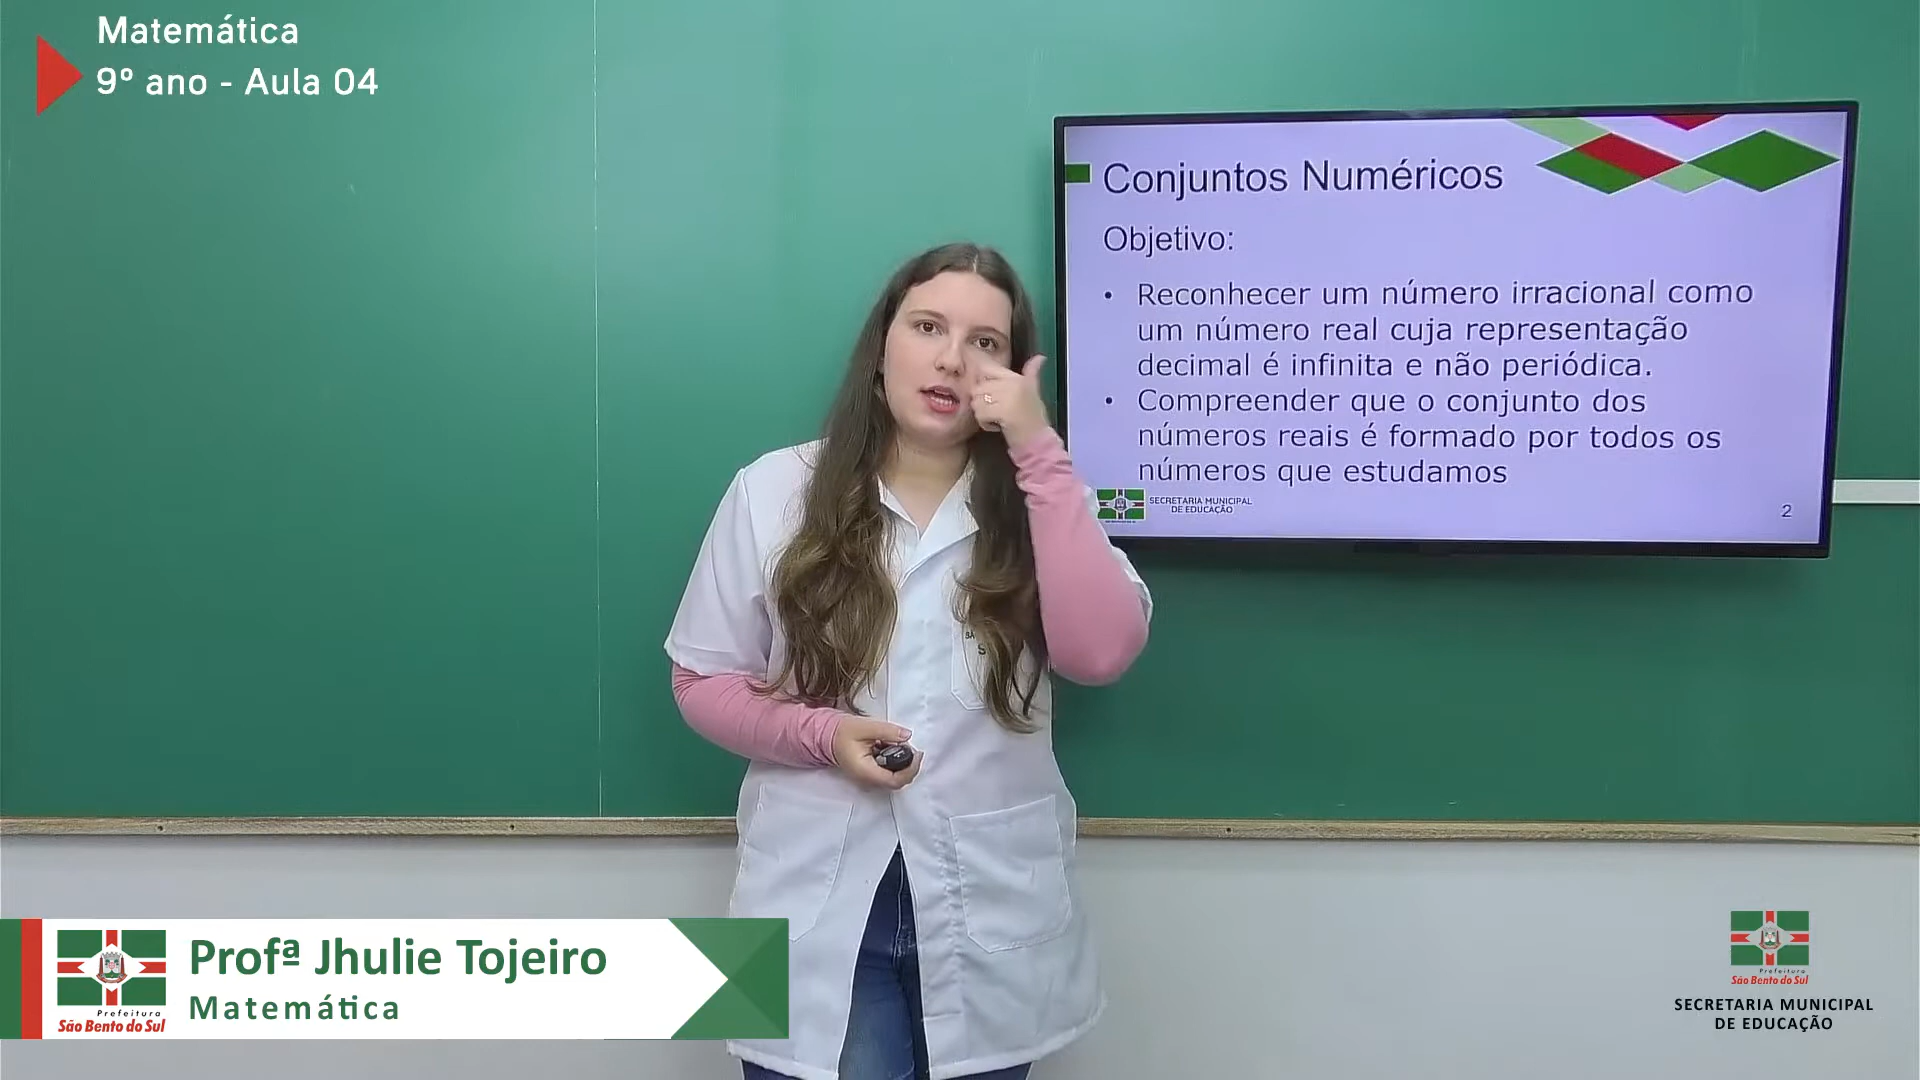 Matemática
9º ano - Aula 04
Conjuntos Numéricos
Objetivo:
• Reconhecer um número irracional como
um número real cuja representação
decimal é infinita e não periódica.
• Compreender que o conjunto dos
números reais é formado por todos os
números que estudamos
SECRETARIA MUNICIPAL
DE EDUCAÇÃO
2
Profª Jhulie Tojeiro
Matemática
Prefeitura
São Bento do Sul
Prefeitura
São Bento do Sul
SECRETARIA MUNICIPAL
DE EDUCAÇÃO